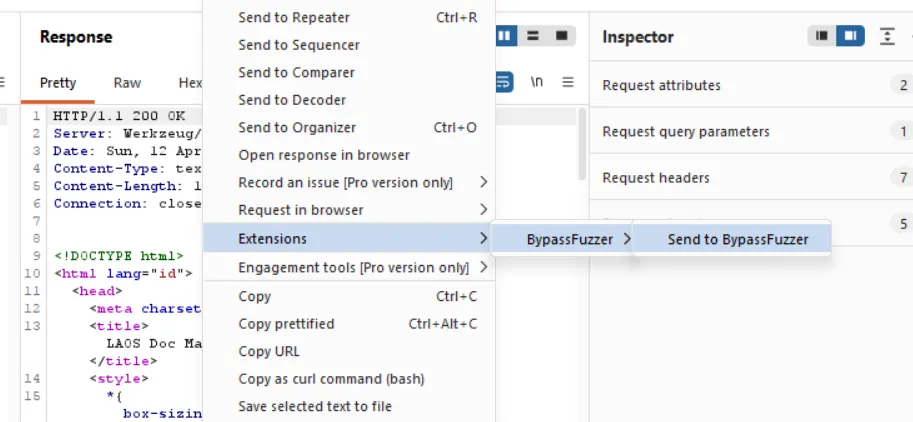 Response
Pretty
Raw
Hex
1 HTTP/1.1 200 OK
2 Server: Werkzeug/
3 Date: Sun, 12 Apr
4 Content-Type: tex
5 Content-Length: 1
6 Connection: close
7
8
9 <!DOCTYPE html>
10 <html lang="id">
11 <head>
12 <meta charset
13 <title>
LAOS Doc Ma
</title>
14 <style>
15 *{
box-sizin
Send to Repeater Ctrl+R
Send to Sequencer
Send to Comparer
Send to Decoder
Send to Organizer Ctrl+O
Open response in browser
Record an issue [Pro version only]
Request in browser
Extensions
Engagement tools [Pro version only]
Copy Ctrl+C
Copy prettified Ctrl+Alt+C
Copy URL
Copy as curl command (bash)
Save selected text to file
BypassFuzzer
Send to BypassFuzzer
\n
Inspector
Request attributes 2
Request query parameters 1
Request headers 7
5